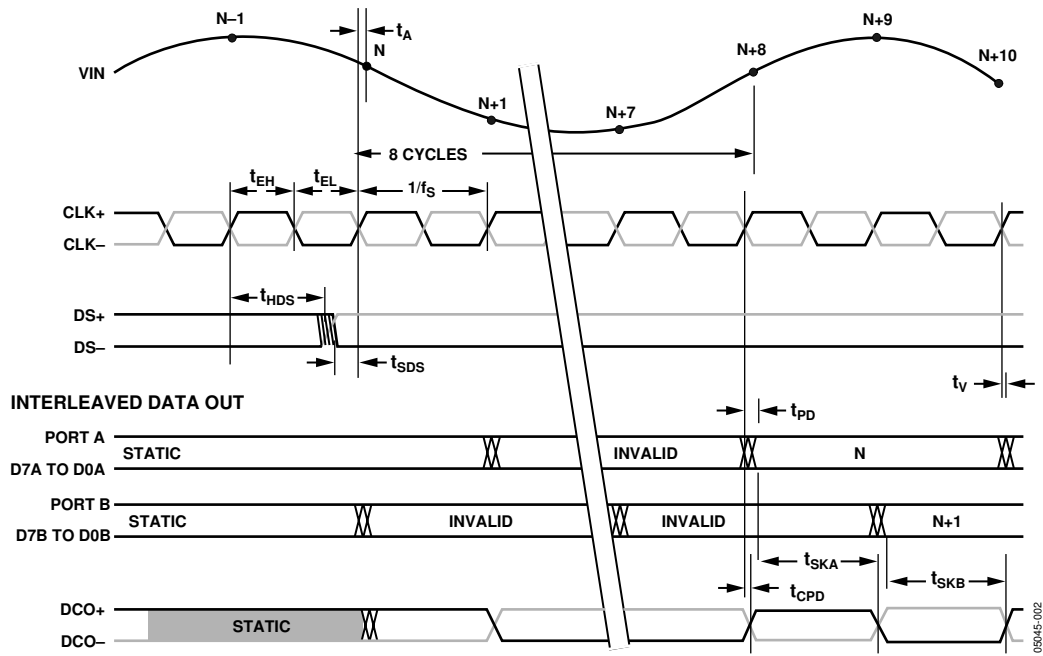 N–1
tA
N
N+8
N+9
N+10
VIN
N+1
N+7
8 CYCLES
tEH
tEL
1/fS
CLK+
CLK–
tHDS
DS+
DS–
tSDS
tV
INTERLEAVED DATA OUT
tPD
PORT A
STATIC
INVALID
N
D7A TO D0A
PORT B
STATIC
INVALID
INVALID
N+1
D7B TO D0B
tSKA
tSKB
tCPD
DCO+
STATIC
DCO–
05045-002